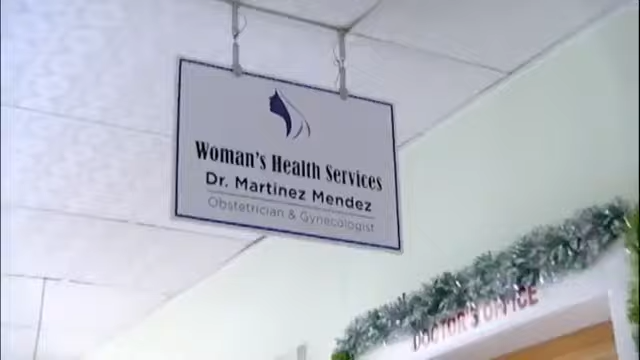 Woman's Health Services
Dr. Martinez Mendez
Obstetrician & Gynecologist
DOCTOR'S OFFICE